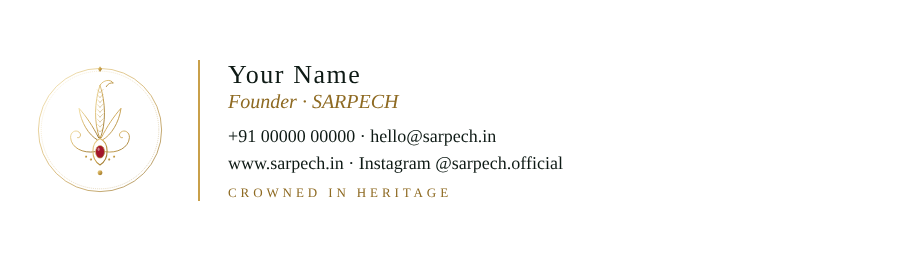 Your Name
Founder · SARPECH
+91 00000 00000 · hello@sarpech.in
www.sarpech.in · Instagram @sarpech.official
CROWNED IN HERITAGE